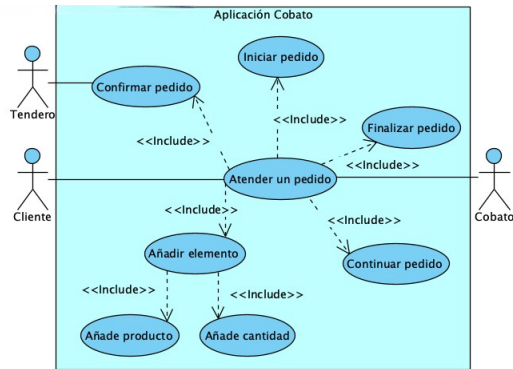 Aplicación Cobato
Iniciar pedido
Confirmar pedido
Tendero
<<Include>>
Finalizar pedido
<<Include>>
<<Include>>
Atender un pedido
Cliente
Cobato
<<Include>>
<<Include>>
Añadir elemento
Continuar pedido
<<Include>>
<<Include>>
Añade producto
Añade cantidad